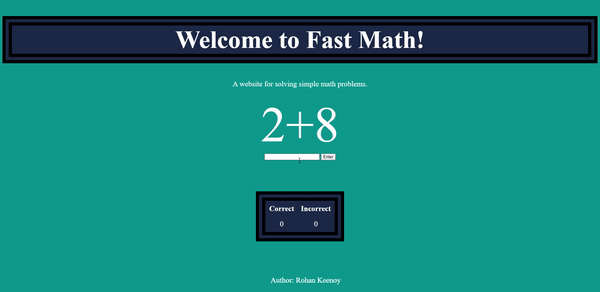 Welcome to Fast Math!
A website for solving simple math problems.
2+8
Enter
Correct Incorrect
0 0
Author: Rohan Keenoy